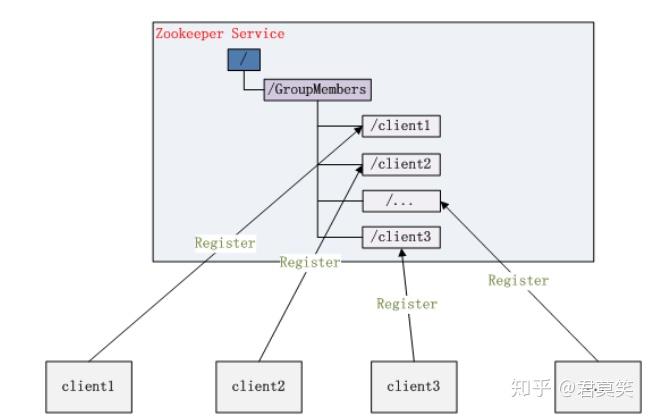 Zookeeper Service
/
/GroupMembers
/client1
/client2
/...
/client3
Register
Register
Register
Register
client1
client2
client3
知乎 @君莫笑